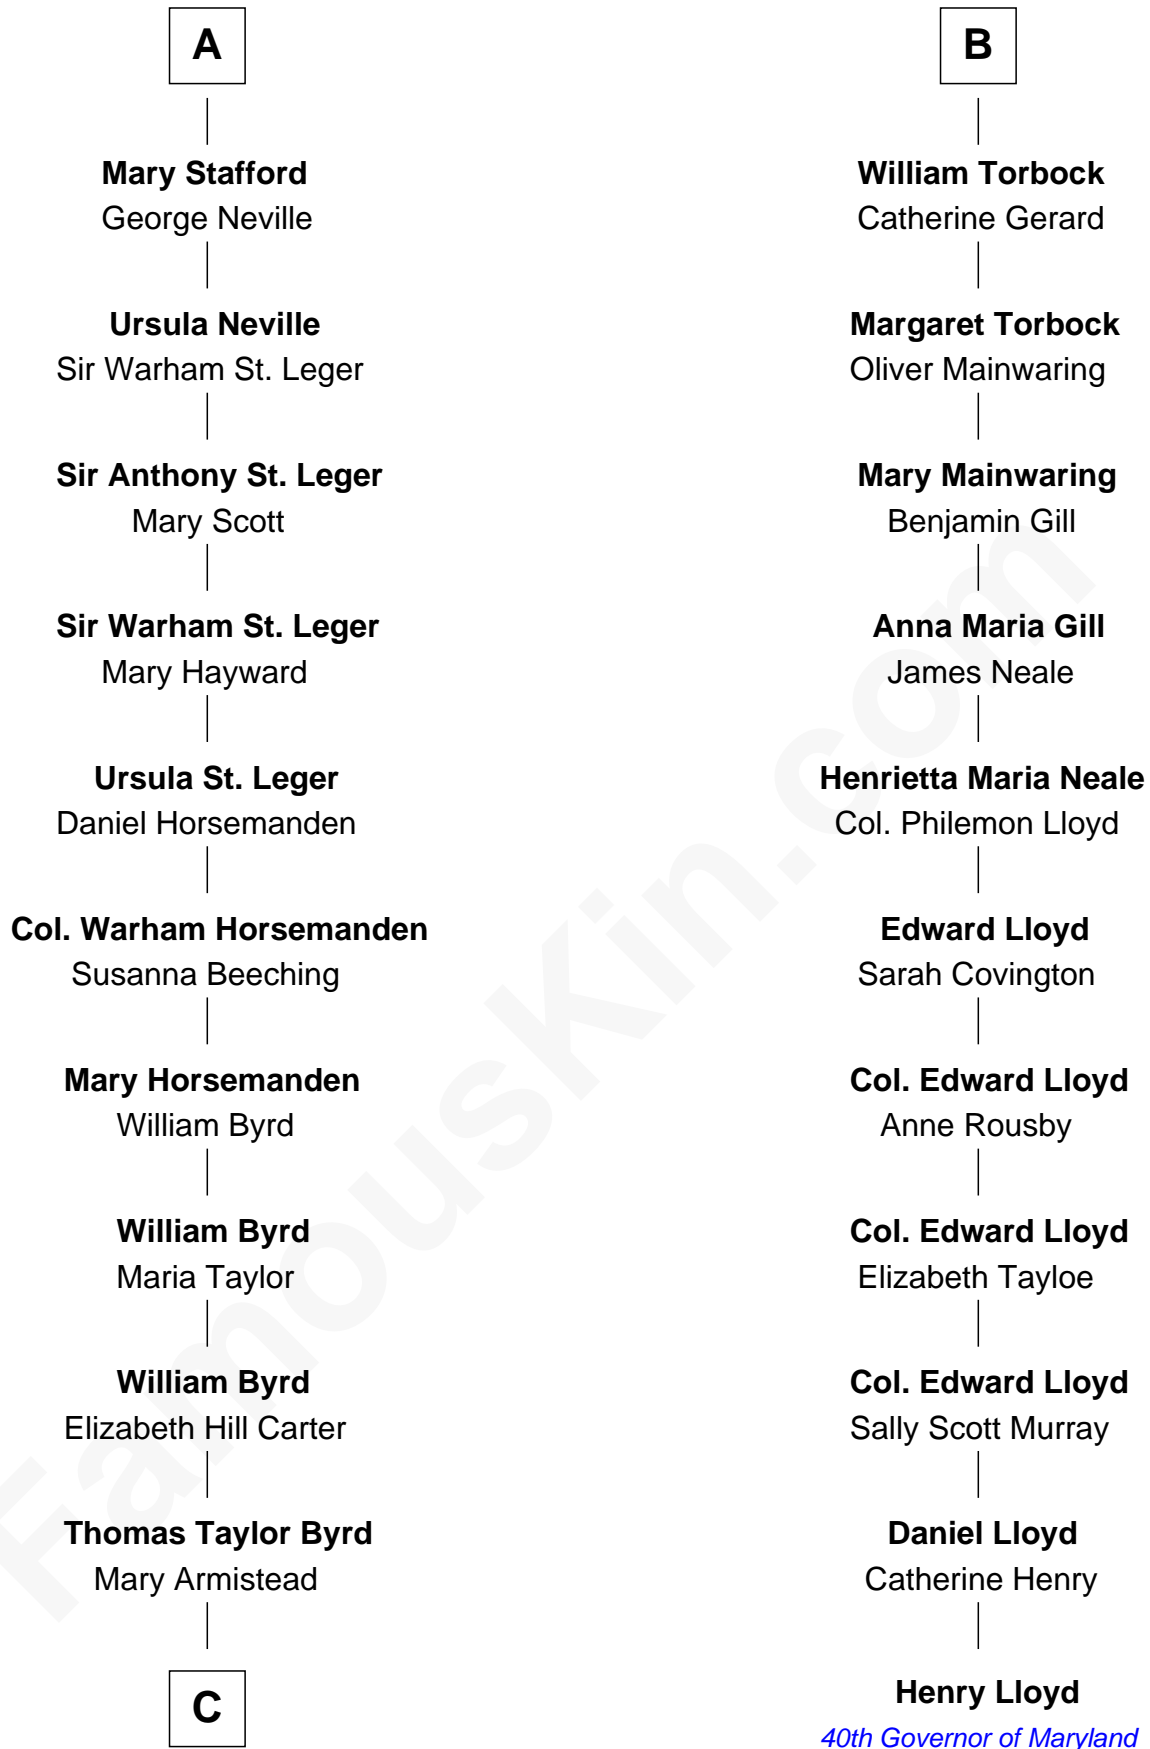 A
Mary Stafford
George Neville
Ursula Neville
Sir Warham St. Leger
Sir Anthony St. Leger
Mary Scott
Sir Warham St. Leger
Mary Hayward
Ursula St. Leger
Daniel Horsemanden
Col. Warham Horsemanden
Susanna Beeching
Mary Horsemanden
William Byrd
William Byrd
Maria Taylor
William Byrd
Elizabeth Hill Carter
Thomas Taylor Byrd
Mary Armistead
C
B
William Torbock
Catherine Gerard
Margaret Torbock
Oliver Mainwaring
Mary Mainwaring
Benjamin Gill
Anna Maria Gill
James Neale
Henrietta Maria Neale
Col. Philemon Lloyd
Edward Lloyd
Sarah Covington
Col. Edward Lloyd
Anne Rousby
Col. Edward Lloyd
Elizabeth Tayloe
Col. Edward Lloyd
Sally Scott Murray
Daniel Lloyd
Catherine Henry
Henry Lloyd
40th Governor of Maryland
FamousKin.com